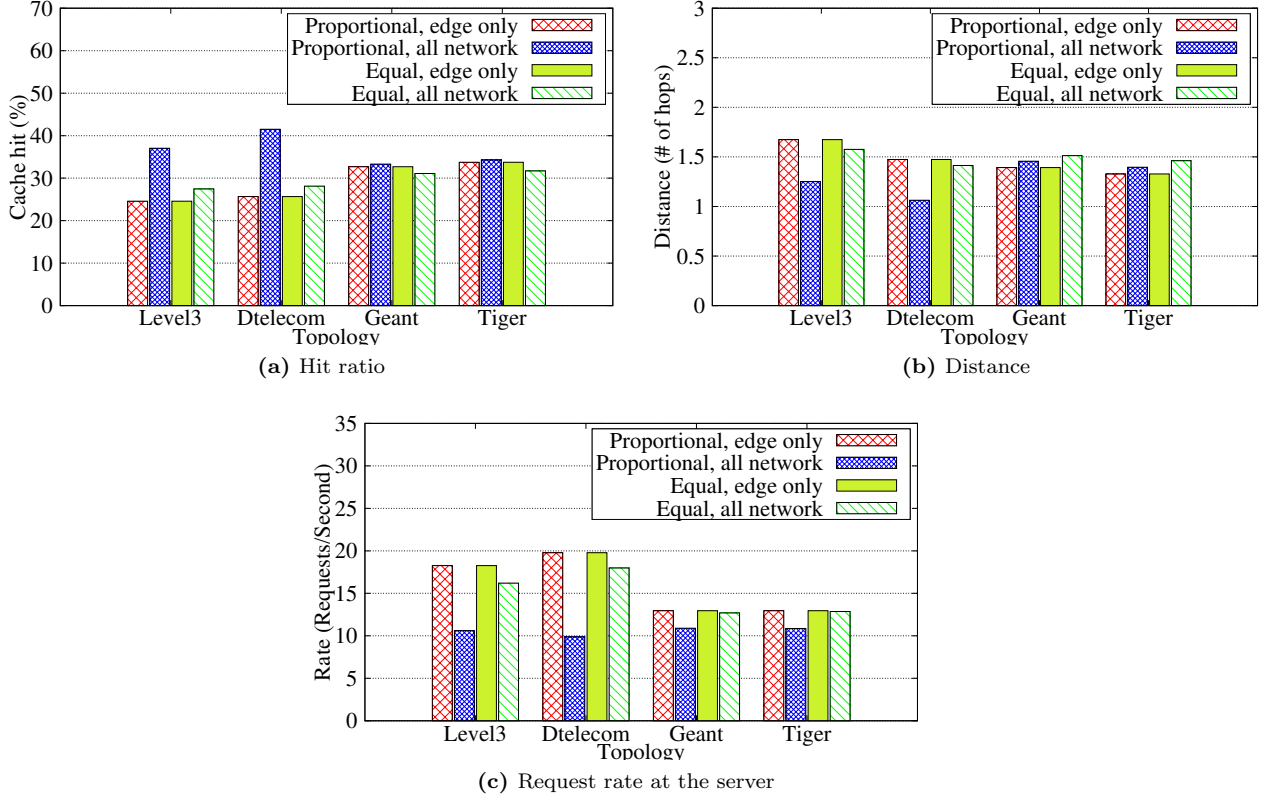 70
60
50
40
30
20
10
0
Cache hit (%)
Proportional, edge only
Proportional, all network
Equal, edge only
Equal, all network
Level3 Dtelecom Geant Tiger
Topology
(a) Hit ratio
3
2.5
2
1.5
1
0.5
0
Distance (# of hops)
Proportional, edge only
Proportional, all network
Equal, edge only
Equal, all network
Level3 Dtelecom Geant Tiger
Topology
(b) Distance
35
30
25
20
15
10
5
0
Rate (Requests/Second)
Proportional, edge only
Proportional, all network
Equal, edge only
Equal, all network
Level3 Dtelecom Geant Tiger
Topology
(c) Request rate at the server